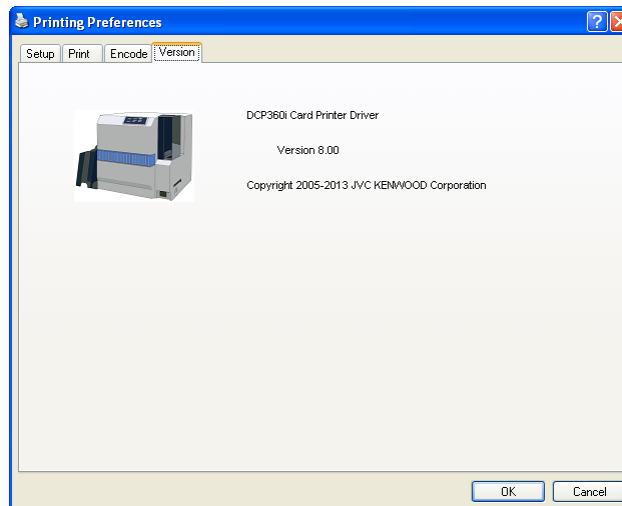 Printing Preferences
Setup Print Encode Version
DCP360i Card Printer Driver
Version 8.00
Copyright 2005-2013 JVC KENWOOD Corporation
OK Cancel